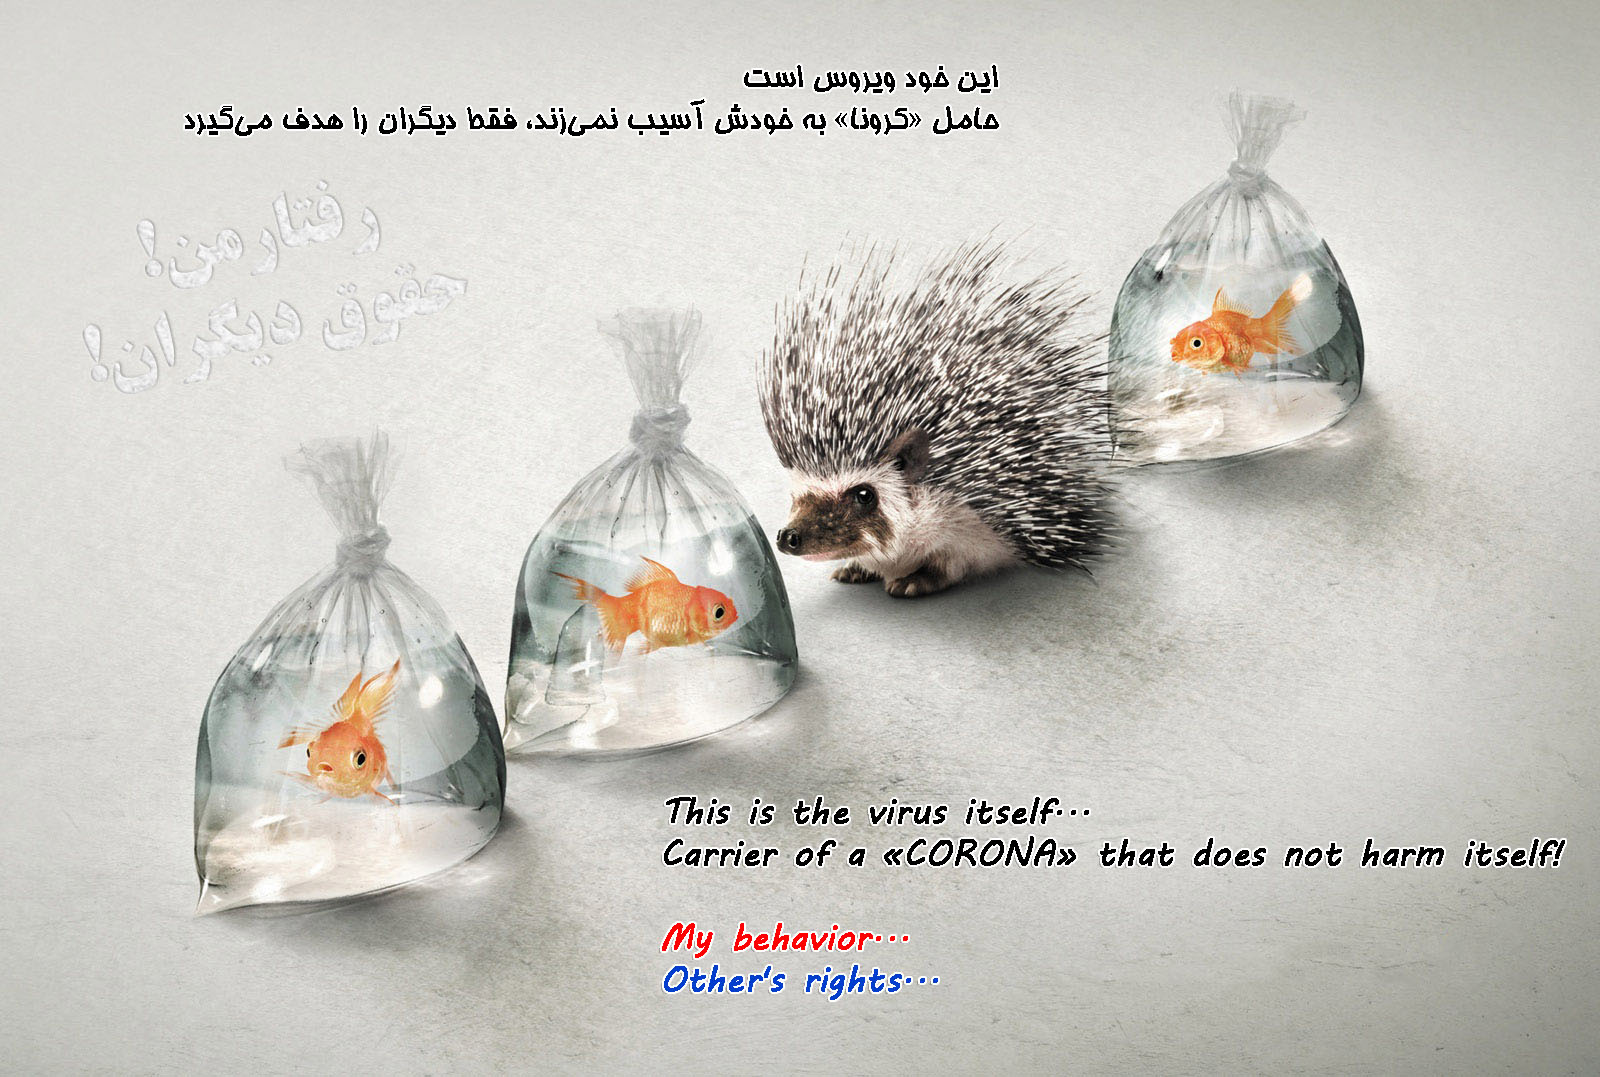 این خود ویروس است
حامل «کرونا» به خودش آسیب نمی‌زند، فقط دیگران را هدف می‌گیرد
رفتار من!
حقوق دیگران!
This is the virus itself...
Carrier of a «CORONA» that does not harm itself!
My behavior...
Other's rights...